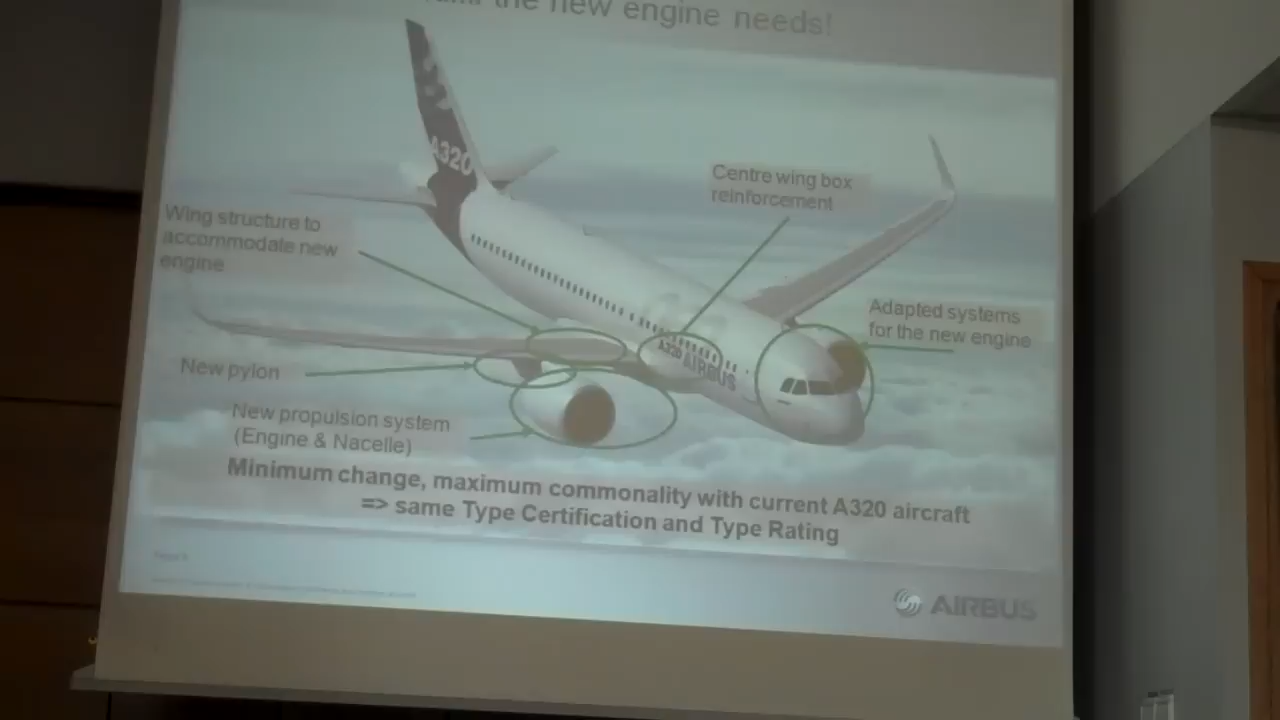 the new engine needs!
A320
Centre wing box
reinforcement
Wing structure to
accommodate new
engine
Adapted systems
for the new engine
A320 AIRBUS
New pylon
New propulsion system
(Engine & Nacelle)
Minimum change, maximum commonality with current A320 aircraft
=> same Type Certification and Type Rating
AIRBUS